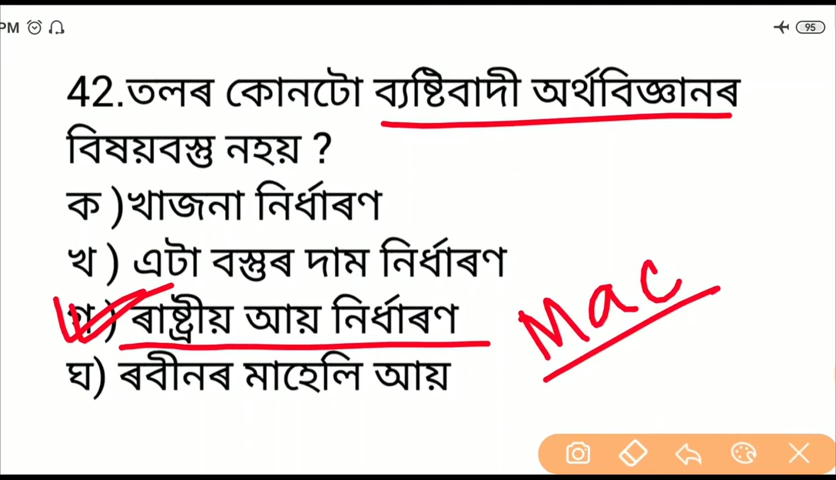 PM
95
42.তলৰ কোনটো ব্যষ্টিবাদী অৰ্থবিজ্ঞানৰ
বিষয়বস্তু নহয় ?
ক )খাজনা নিৰ্ধাৰণ
খ ) এটা বস্তুৰ দাম নিৰ্ধাৰণ
গ ) ৰাষ্ট্ৰীয় আয় নিৰ্ধাৰণ
Mac
ঘ) ৰবীনৰ মাহেলি আয়